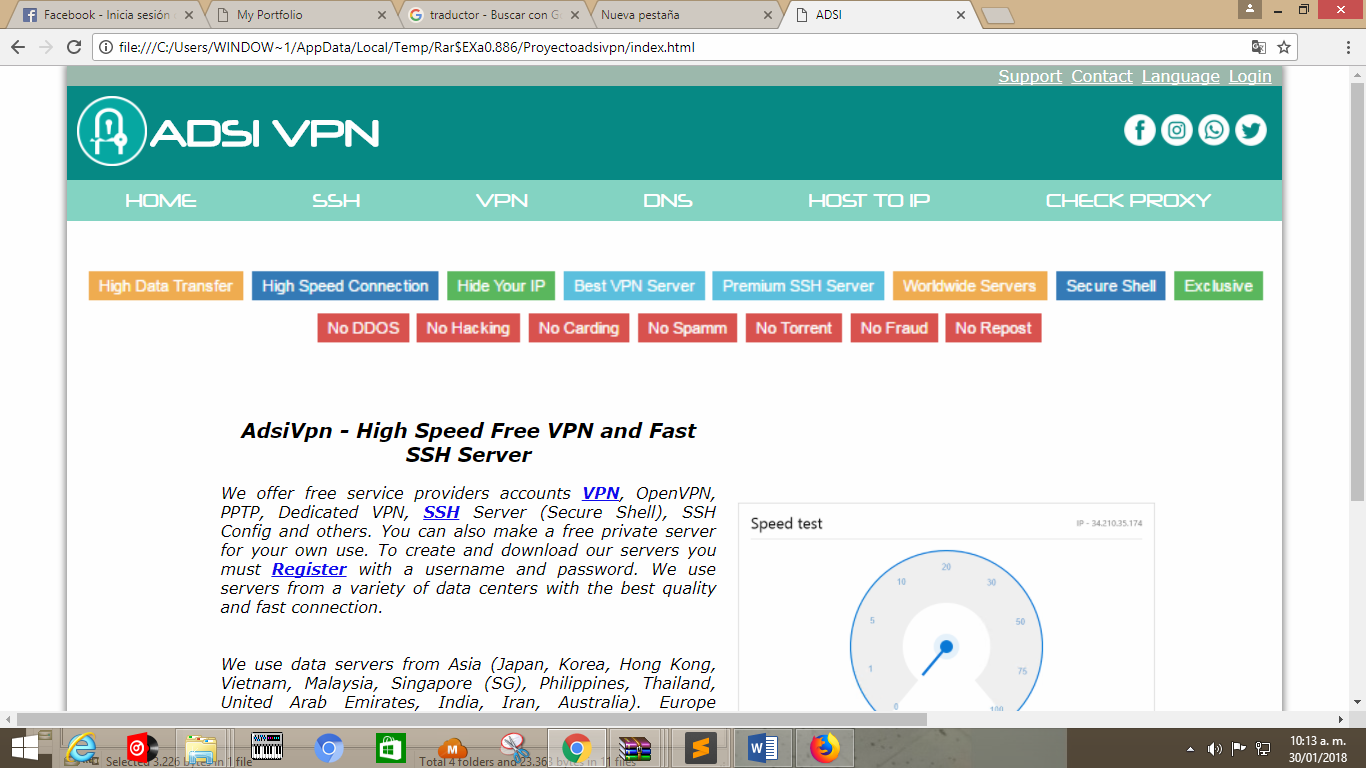 Facebook - Inicia sesión
My Portfolio
traductor - Buscar con G
Nueva pestaña
ADSI
file:///C:/Users/WINDOW~1/AppData/Local/Temp/Rar$EXa0.886/Proyectoadsivpn/index.html
Support Contact Language Login
ADSI VPN
HOME SSH VPN DNS HOST TO IP CHECK PROXY
High Data Transfer High Speed Connection Hide Your IP Best VPN Server Premium SSH Server Worldwide Servers Secure Shell Exclusive
No DDOS No Hacking No Carding No Spamm No Torrent No Fraud No Repost
AdsiVpn - High Speed Free VPN and Fast
SSH Server
We offer free service providers accounts VPN, OpenVPN,
PPTP, Dedicated VPN, SSH Server (Secure Shell), SSH
Config and others. You can also make a free private server
for your own use. To create and download our servers you
must Register with a username and password. We use
servers from a variety of data centers with the best quality
and fast connection.
We use data servers from Asia (Japan, Korea, Hong Kong,
Vietnam, Malaysia, Singapore (SG), Philippines, Thailand,
United Arab Emirates, India, Iran, Australia). Europe
Speed test
IP - 34.210.35.174
20
10 30
5 50
1 75
0 100
Selected 3.226 bytes in 1 file
Total 4 folders and 23.363 bytes in 11 files
10:13 a. m.
30/01/2018